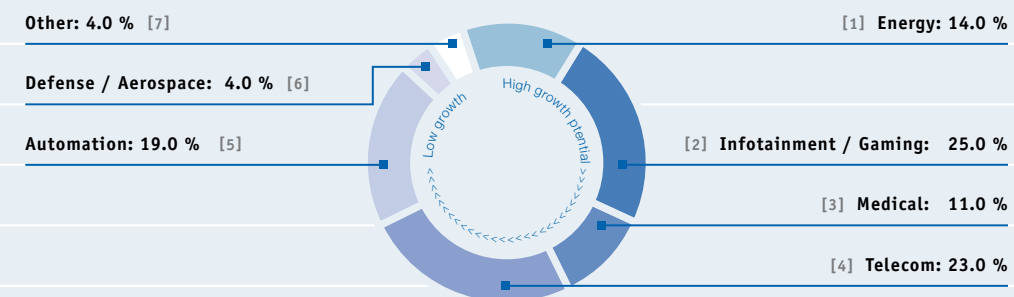 Other: 4.0 % [7]
[1] Energy: 14.0 %
Defense / Aerospace: 4.0 % [6]
Low growth
High growth ptential
Automation: 19.0 % [5]
[2] Infotainment / Gaming: 25.0 %
[3] Medical: 11.0 %
[4] Telecom: 23.0 %